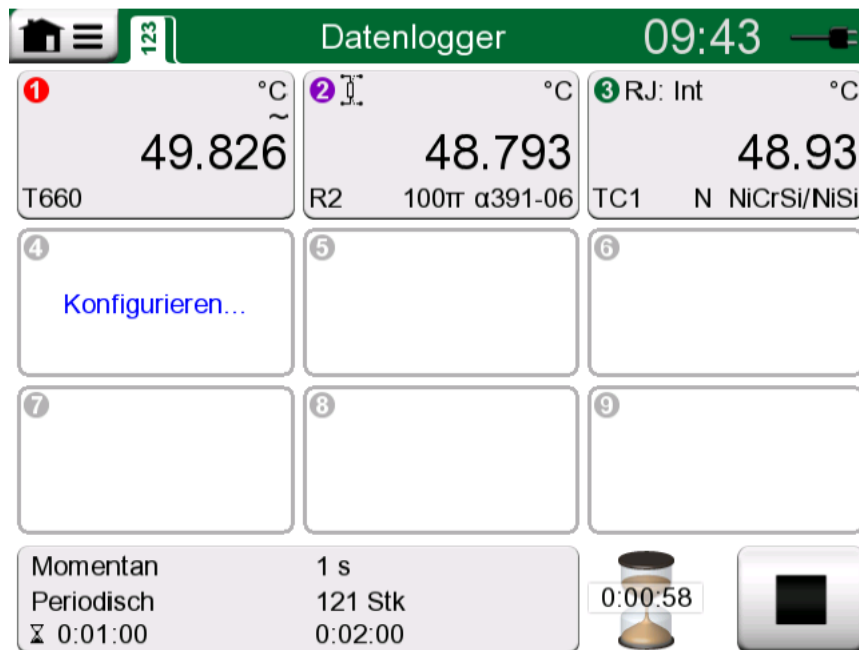 123 Datenlogger 09:43
1 °C
~
49.826
T660
2 °C
48.793
R2 100π α391-06
3 RJ: Int °C
48.93
TC1 N NiCrSi/NiSi
4
Konfigurieren...
5
6
7
8
9
Momentan 1 s
Periodisch 121 Stk
0:01:00 0:02:00
0:00:58